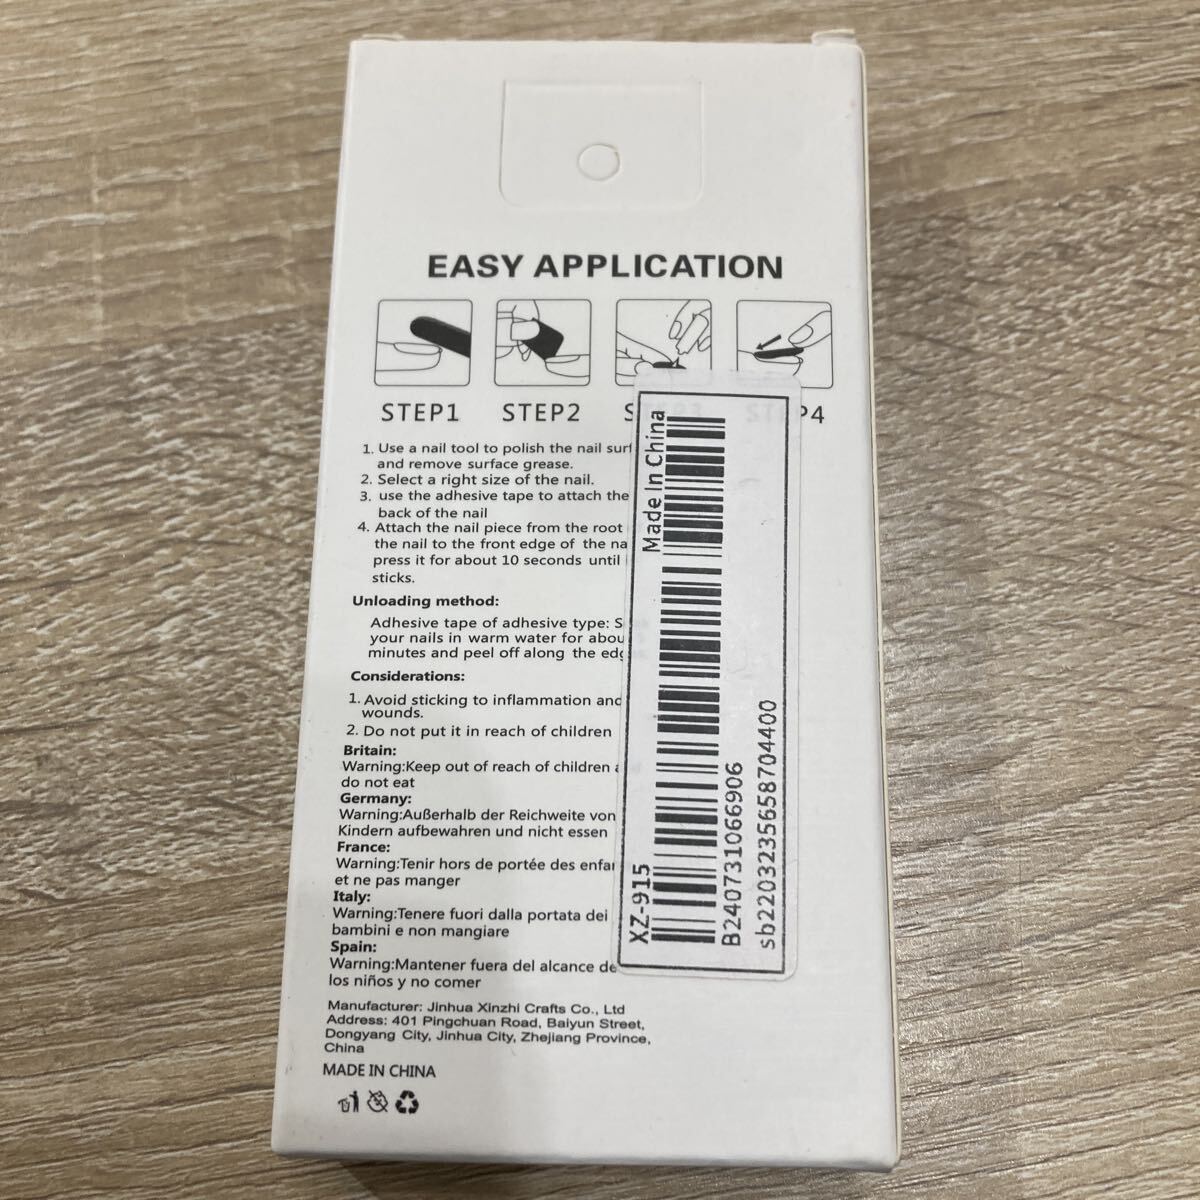 EASY APPLICATION
STEP1 STEP2 STEP3 STEP4
1. Use a nail tool to polish the nail
and remove surface grease.
2. Select a right size of the nail.
3. use the adhesive tape to attach the
back of the nail
4. Attach the nail piece from the root
the nail to the front edge of the
press it for about 10 seconds until
sticks.
Unloading method:
Adhesive tape of adhesive type:
your nails in warm water for
minutes and peel off along the
Considerations:
1. Avoid sticking to inflammation and
wounds.
2. Do not put it in reach of children
Britain:
Warning:Keep out of reach of children
do not eat
Germany:
Warning:Außerhalb der Reichweite von
Kindern aufbewahren und nicht essen
France:
Warning:Tenir hors de portée des
et ne pas manger
Italy:
Warning:Tenere fuori dalla portata dei
bambini e non mangiare
Spain:
Warning:Mantener fuera del alcance de
los niños y no comer
Manufacturer: Jinhua Xinzhi Crafts Co., Ltd
Address: 401 Pingchuan Road, Baiyun Street,
Dongyang City, Jinhua City, Zhejiang Province,
China
MADE IN CHINA
XZ-915 Made In China
B240731066906
sb2203235658704400